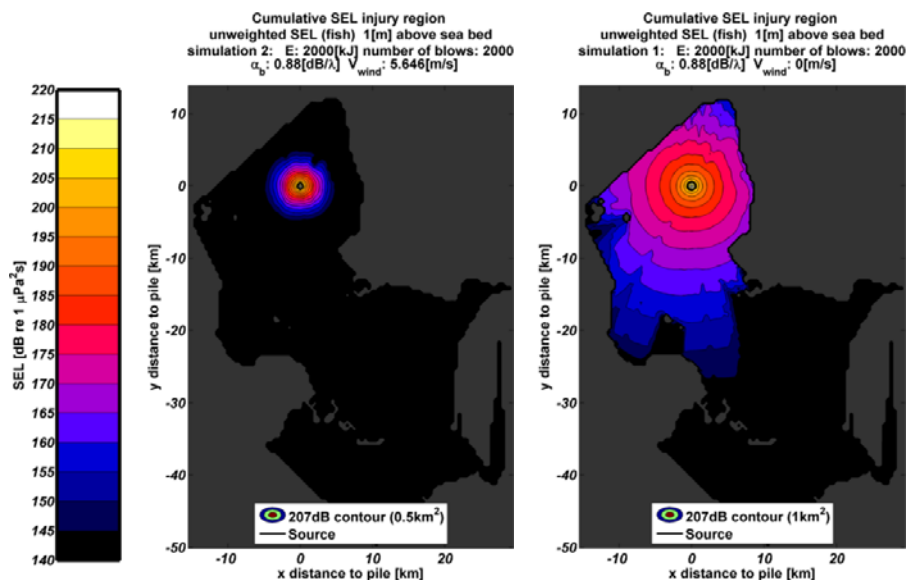 Cumulative SEL injury region
unweighted SEL (fish) 1[m] above sea bed
simulation 2: E: 2000[kJ] number of blows: 2000
α_b: 0.88[dB/λ] V_wind: 5.646[m/s]
Cumulative SEL injury region
unweighted SEL (fish) 1[m] above sea bed
simulation 1: E: 2000[kJ] number of blows: 2000
α_b: 0.88[dB/λ] V_wind: 0[m/s]
220
215
210
205
200
195
190
185
180
175
170
165
160
155
150
145
140
SEL [dB re 1 μPa²s]
10
0
-10
-20
-30
-40
-50
y distance to pile [km]
207dB contour (0.5km²)
Source
-10
0
10
20
x distance to pile [km]
10
0
-10
-20
-30
-40
-50
y distance to pile [km]
207dB contour (1km²)
Source
-10
0
10
20
x distance to pile [km]